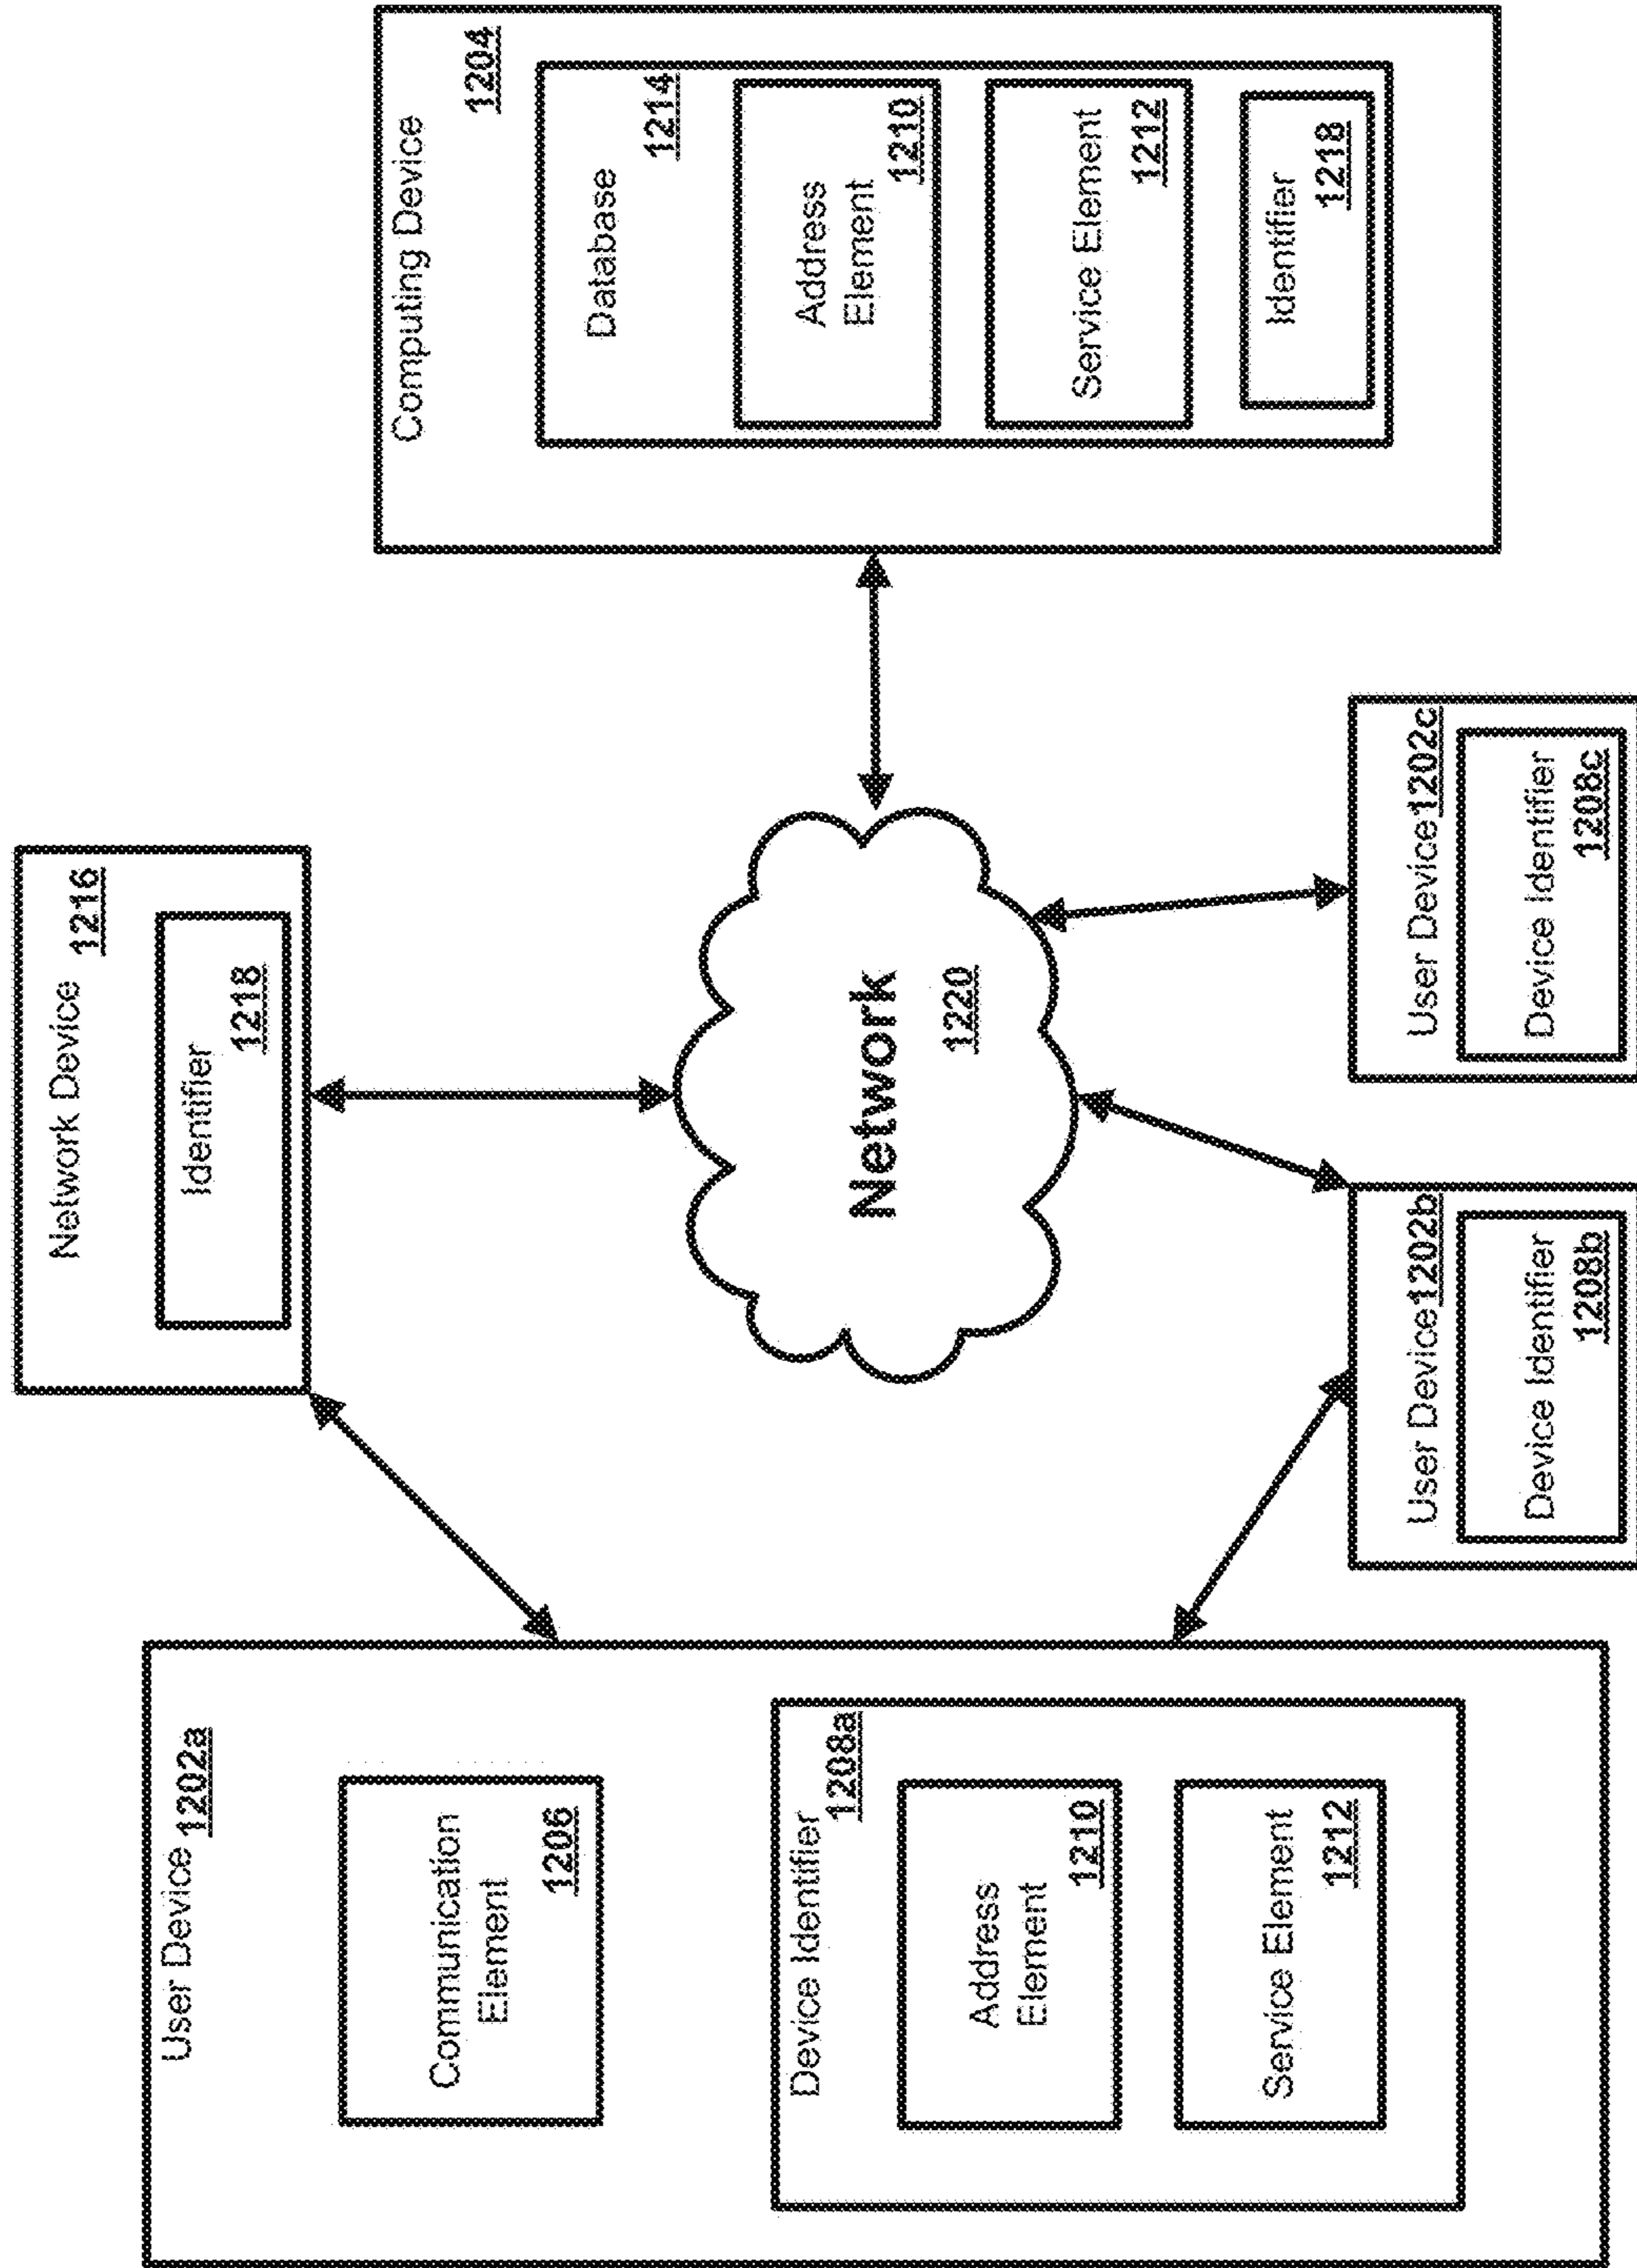 User Device 1202a
Communication
Element
1206
Device Identifier
1208a
Address
Element
1210
Service Element
1212
Network Device
1216
Identifier
1218
Network
1220
User Device 1202b
Device Identifier
1208b
User Device 1202c
Device Identifier
1208c
Computing Device
1204
Database
1214
Address
Element
1210
Service Element
1212
Identifier
1218